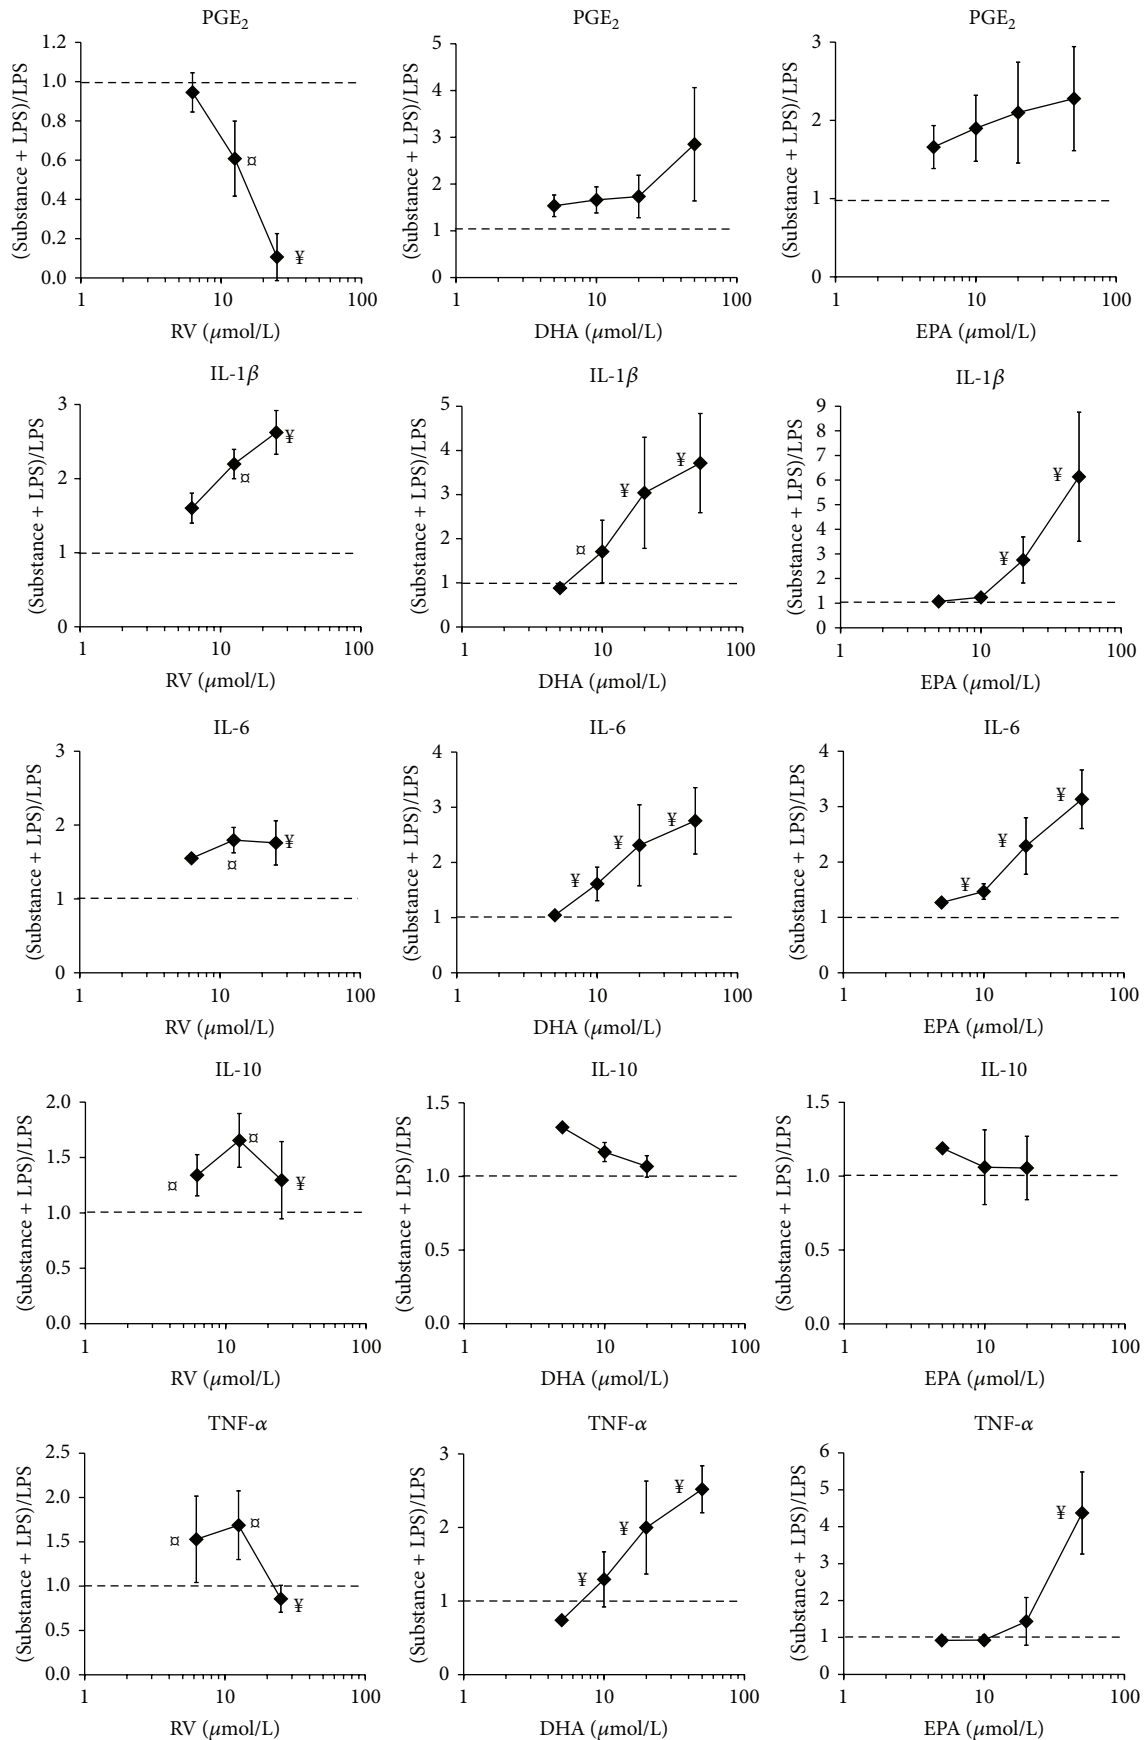 PGE2
(Substance + LPS)/LPS
1.2
1.0
0.8
0.6
0.4
0.2
0.0
¤
¥
1 10 100
RV (μmol/L)
PGE2
(Substance + LPS)/LPS
5
4
3
2
1
0
1 10 100
DHA (μmol/L)
PGE2
(Substance + LPS)/LPS
3
2
1
0
1 10 100
EPA (μmol/L)
IL-1β
(Substance + LPS)/LPS
3
2
1
0
¥
¤
1 10 100
RV (μmol/L)
IL-1β
(Substance + LPS)/LPS
5
4
3
2
1
0
¤
¥
¥
1 10 100
DHA (μmol/L)
IL-1β
(Substance + LPS)/LPS
9
8
7
6
5
4
3
2
1
0
¥
¥
1 10 100
EPA (μmol/L)
IL-6
(Substance + LPS)/LPS
3
2
1
0
¤
¥
1 10 100
RV (μmol/L)
IL-6
(Substance + LPS)/LPS
4
3
2
1
0
¥
¥
¥
1 10 100
DHA (μmol/L)
IL-6
(Substance + LPS)/LPS
4
3
2
1
0
¥
¥
¥
1 10 100
EPA (μmol/L)
IL-10
(Substance + LPS)/LPS
2.0
1.5
1.0
0.5
0.0
¤
¤
¥
1 10 100
RV (μmol/L)
IL-10
(Substance + LPS)/LPS
1.5
1.0
0.5
0.0
1 10 100
DHA (μmol/L)
IL-10
(Substance + LPS)/LPS
1.5
1.0
0.5
0.0
1 10 100
EPA (μmol/L)
TNF-α
(Substance + LPS)/LPS
2.5
2.0
1.5
1.0
0.5
0.0
¤
¤
¥
1 10 100
RV (μmol/L)
TNF-α
(Substance + LPS)/LPS
3
2
1
0
¥
¥
¥
1 10 100
DHA (μmol/L)
TNF-α
(Substance + LPS)/LPS
6
5
4
3
2
1
0
¥
1 10 100
EPA (μmol/L)